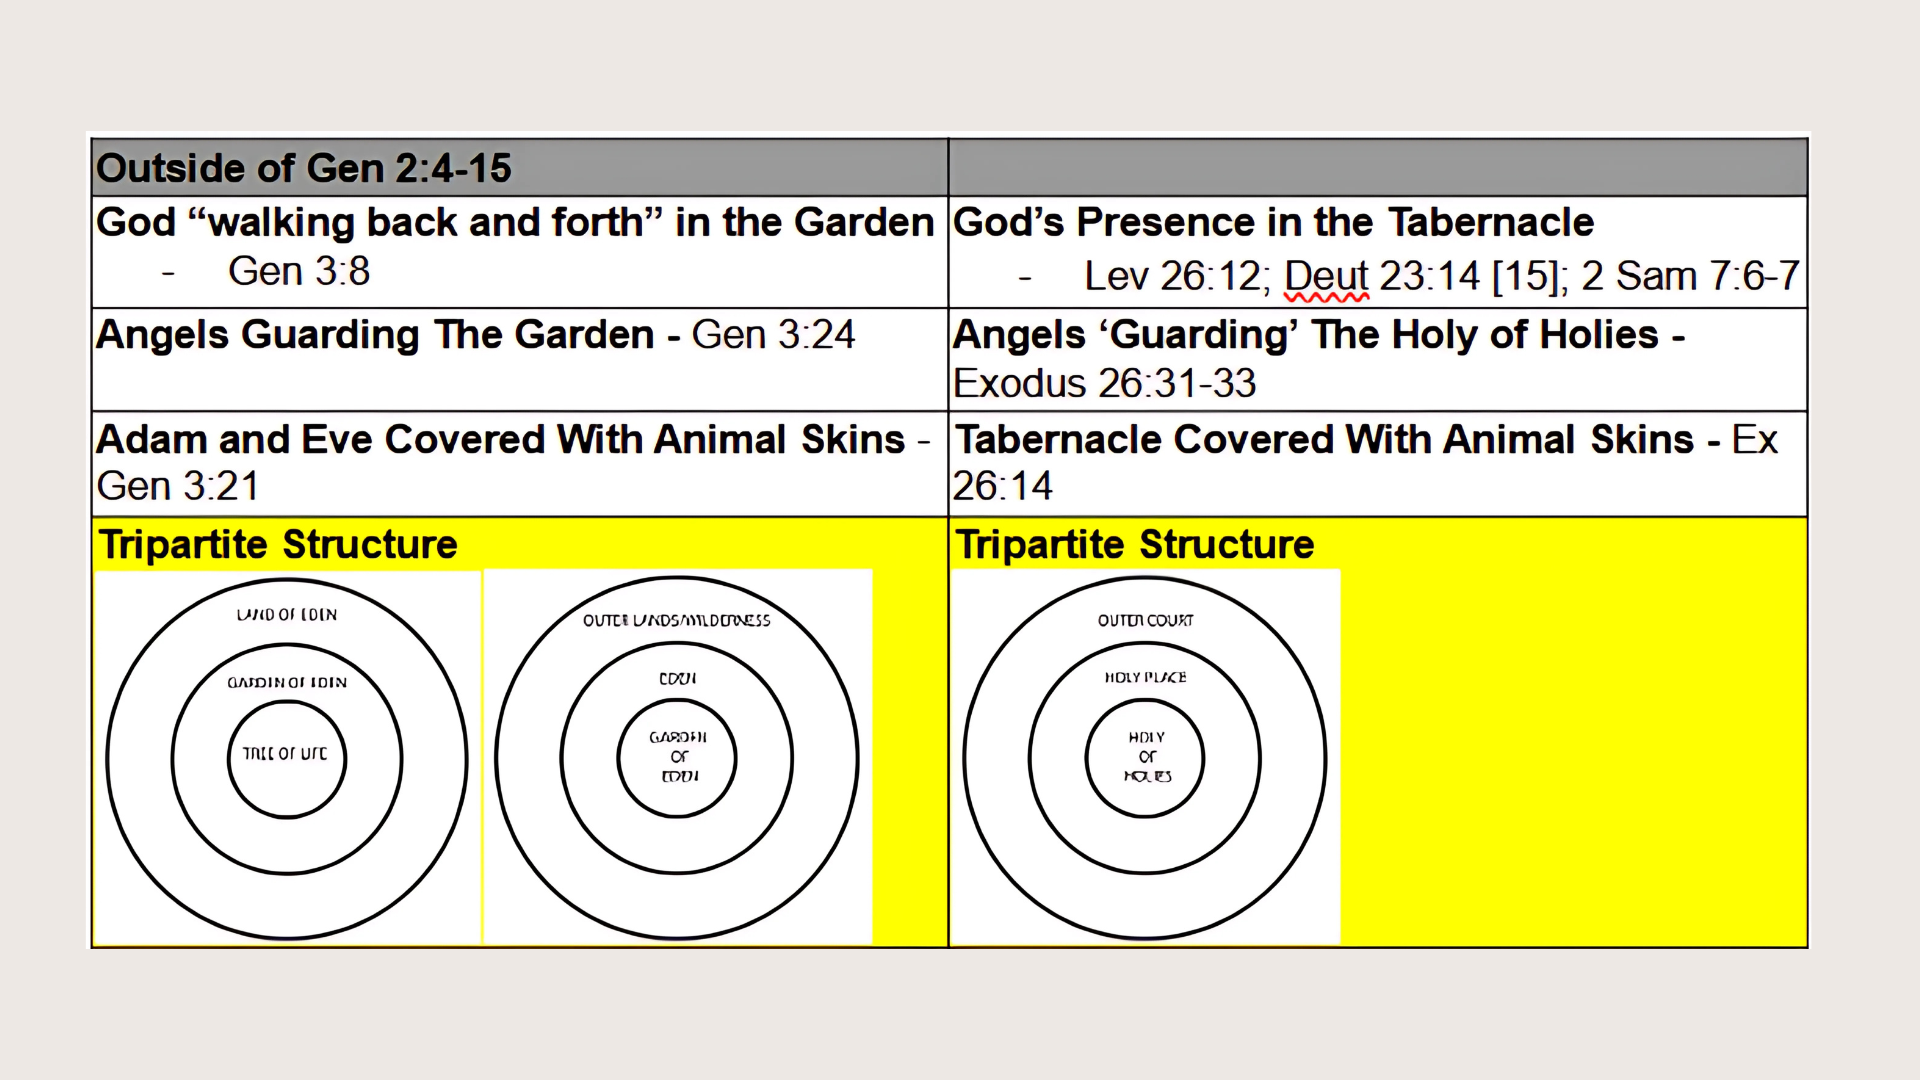 Outside of Gen 2:4-15
God “walking back and forth” in the Garden
- Gen 3:8
God’s Presence in the Tabernacle
- Lev 26:12; Deut 23:14 [15]; 2 Sam 7:6-7
Angels Guarding The Garden - Gen 3:24
Angels ‘Guarding’ The Holy of Holies -
Exodus 26:31-33
Adam and Eve Covered With Animal Skins -
Gen 3:21
Tabernacle Covered With Animal Skins - Ex
26:14
Tripartite Structure
LAND OF EDEN
GARDEN OF EDEN
TREE OF LIFE
OUTER LANDS/WILDERNESS
EDEN
GARDEN
OF
EDEN
Tripartite Structure
OUTER COURT
HOLY PLACE
HOLY
OF
HOLIES